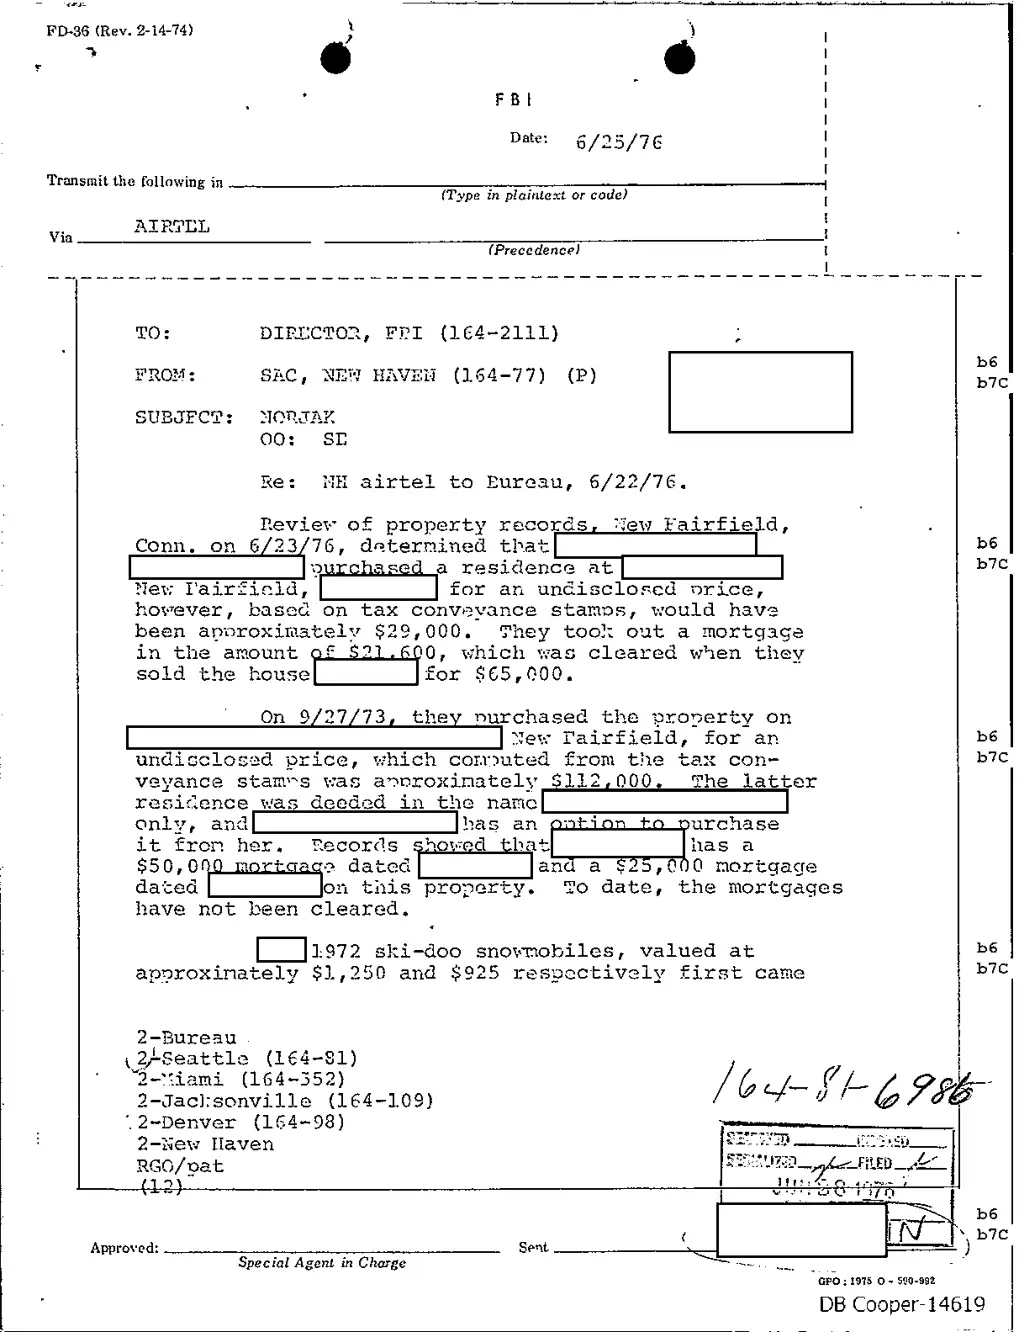 FD-36 (Rev. 2-14-74)
FBI
Date: 6/25/76
Transmit the following in
(Type in plaintext or code)
Via AIRTEL
(Precedence)
TO: DIRECTOR, FBI (164-2111)
FROM: SAC, NEW HAVEN (164-77) (P)
b6
b7C
SUBJECT: NORJAK
OO: SE
Re: NH airtel to Bureau, 6/22/76.
Review of property records, New Fairfield,
Conn. on 6/23/76, determined that
b6
purchased a residence at
b7C
New Fairfield, for an undisclosed price,
however, based on tax conveyance stamps, would have
been approximately $29,000. They took out a mortgage
in the amount of $21,600, which was cleared when they
sold the house for $65,000.
On 9/27/73, they purchased the property on
New Fairfield, for an
b6
undisclosed price, which computed from the tax con-
b7C
veyance stamps was approximately $112,000. The latter
residence was deeded in the name
only, and has an option to purchase
it from her. Records showed that has a
$50,000 mortgage dated and a $25,000 mortgage
dated on this property. To date, the mortgages
have not been cleared.
1972 ski-doo snowmobiles, valued at
b6
approximately $1,250 and $925 respectively first came
b7C
2-Bureau
2-Seattle (164-81)
2-Miami (164-352)
2-Jacksonville (164-109)
2-Denver (164-98)
2-New Haven
RGO/pat
(12)
164-81-6986
SERIALIZED FILED
JUN 28 1976
b6
b7C
Approved: Sent
Special Agent in Charge
GPO : 1975 O - 590-992
DB Cooper-14619